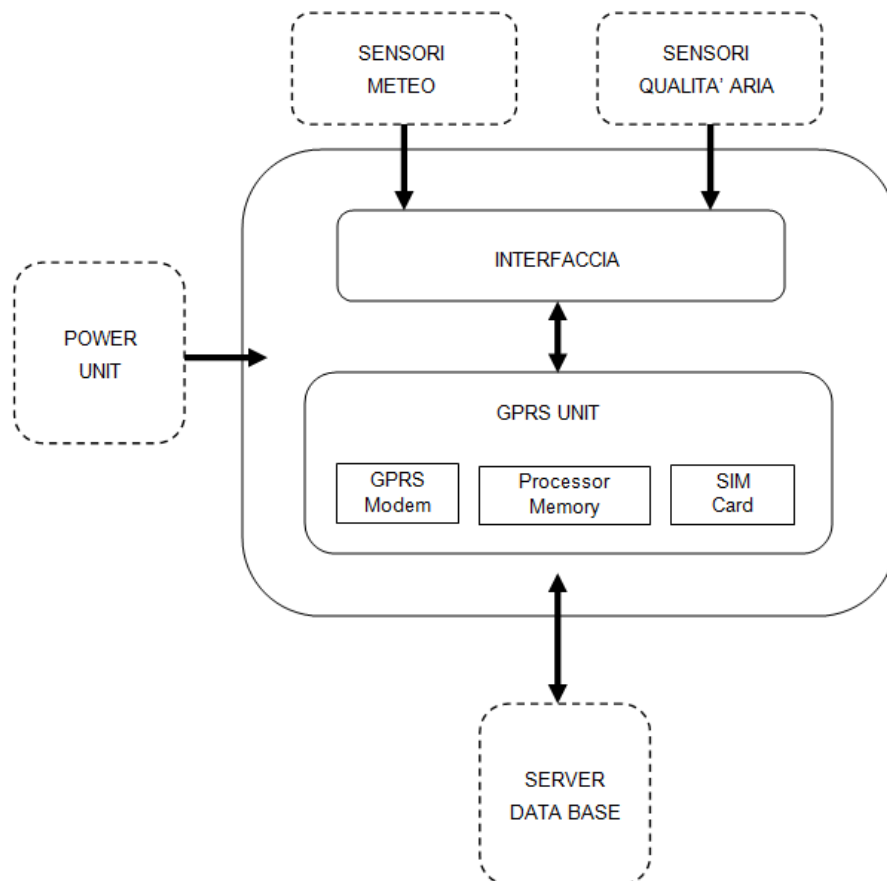 SENSORI
METEO
SENSORI
QUALITA' ARIA
INTERFACCIA
POWER
UNIT
GPRS UNIT
GPRS
Modem
Processor
Memory
SIM
Card
SERVER
DATA BASE